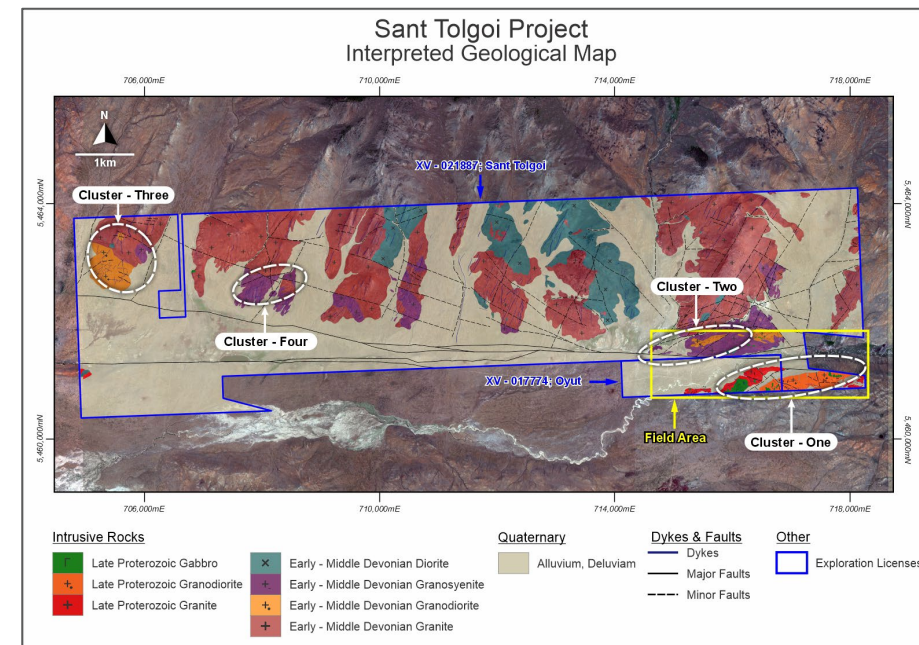 Sant Tolgoi Project
Interpreted Geological Map
706,000mE
710,000mE
714,000mE
718,000mE
N
1km
XV - 021887; Sant Tolgoi
5,464,000mN
5,464,000mN
Cluster - Three
Cluster - Two
Cluster - Four
XV - 017774; Oyut
Field Area
Cluster - One
5,460,000mN
5,460,000mN
706,000mE
710,000mE
714,000mE
718,000mE
Intrusive Rocks
Late Proterozoic Gabbro
Late Proterozoic Granodiorite
Late Proterozoic Granite
Early - Middle Devonian Diorite
Early - Middle Devonian Granosyenite
Early - Middle Devonian Granodiorite
Early - Middle Devonian Granite
Quaternary
Alluvium, Deluviam
Dykes & Faults
Dykes
Major Faults
Minor Faults
Other
Exploration Licenses